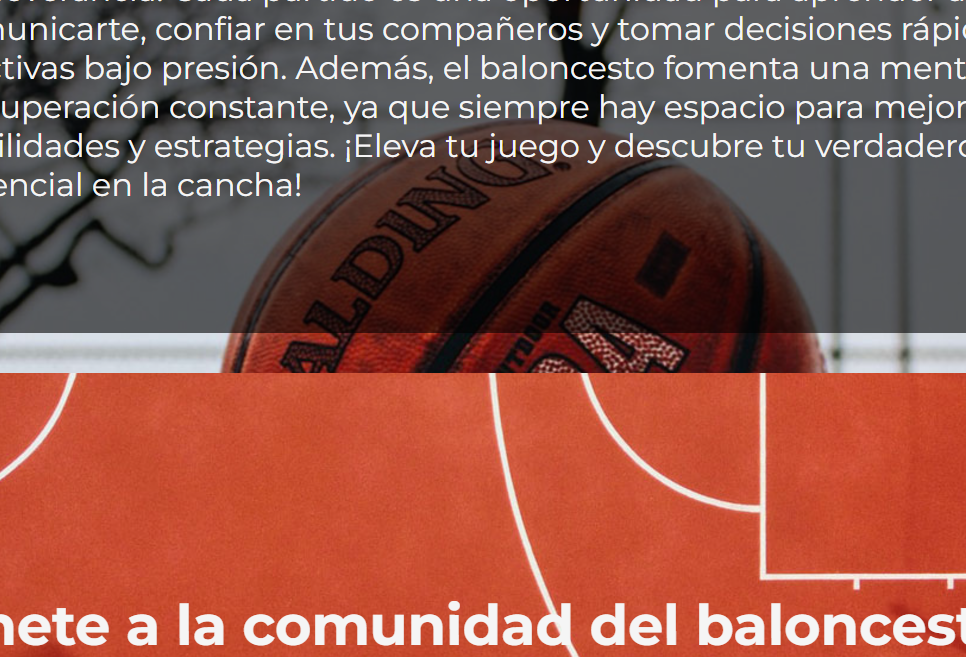 unicarte, confiar en tus compañeros y tomar decisiones rápi
ctivas bajo presión. Además, el baloncesto fomenta una ment
uperación constante, ya que siempre hay espacio para mejor
ilidades y estrategias. ¡Eleva tu juego y descubre tu verdadero
encial en la cancha!
ALDING
nete a la comunidad del baloncest